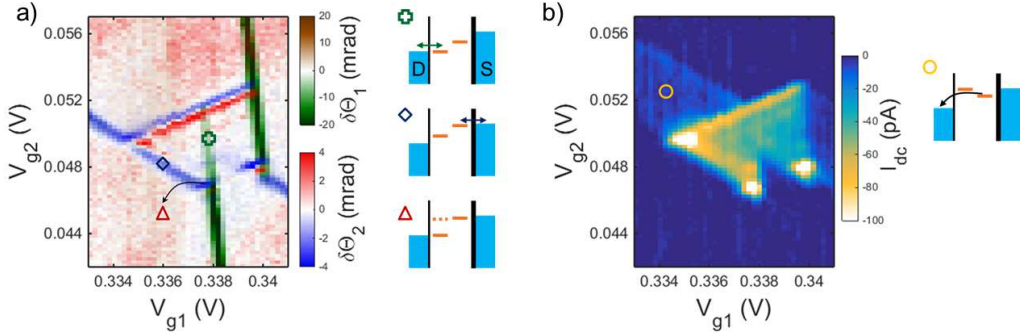 a)
0.056
0.052
0.048
0.044
V_g2 (V)
0.334
0.336
0.338
0.34
V_g1 (V)
20
10
0
-10
-20
δΘ_1 (mrad)
4
2
0
-2
-4
δΘ_2 (mrad)
D
S
b)
0.056
0.052
0.048
0.044
V_g2 (V)
0.334
0.336
0.338
0.34
V_g1 (V)
0
-20
-40
-60
-80
-100
I_dc (pA)